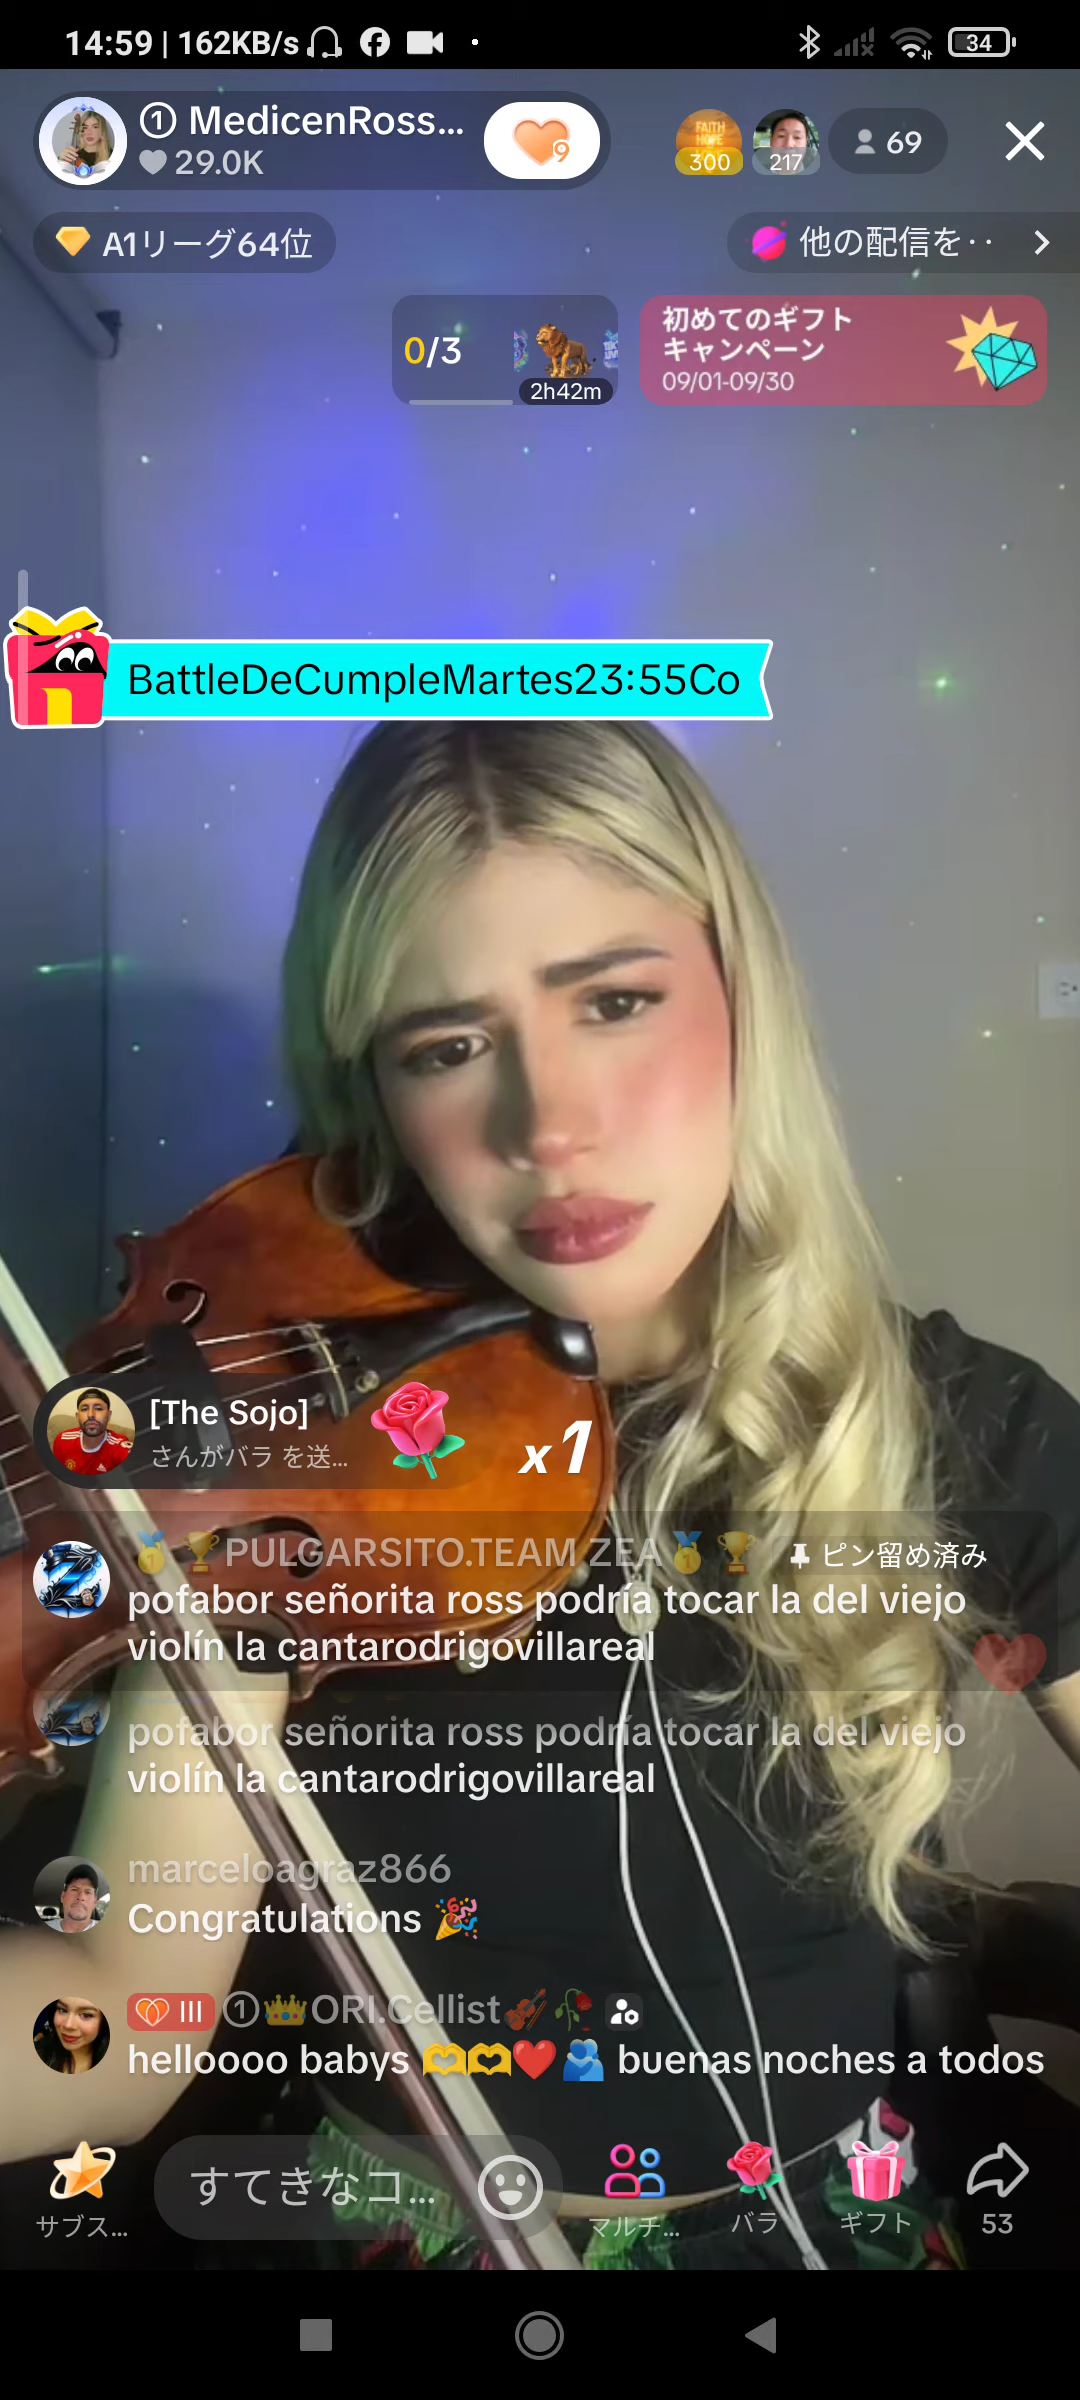 14:59 | 162KB/s
34
① MedicenRoss...
29.0K
300
217
69
A1リーグ64位
他の配信を‥
0/3
2h42m
初めてのギフト
キャンペーン
09/01-09/30
FAITH
HOPE
BattleDeCumpleMartes23:55Co
[The Sojo]
さんがバラ を送...
x1
🥇🏆PULGARSITO.TEAM ZEA🥇🏆
ピン留め済み
pofabor señorita ross podría tocar la del viejo
violín la cantarodrigovillareal
pofabor señorita ross podría tocar la del viejo
violín la cantarodrigovillareal
marceloagraz866
Congratulations 🎉
III ①👑ORI.Cellist🎻🥀
helloooo babys 🫶🫶❤️🫂 buenas noches a todos
すてきなコ...
サブス...
マルチ...
バラ
ギフト
53